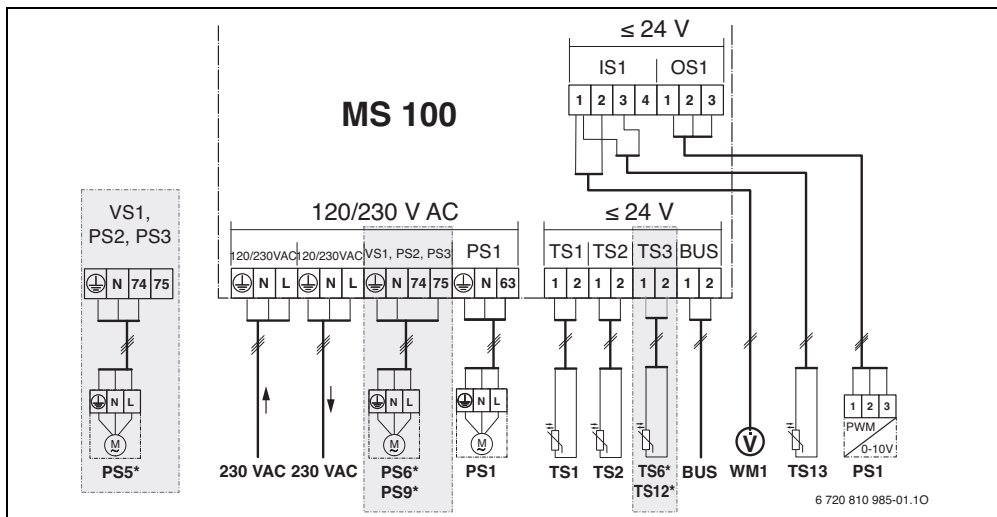 ≤ 24 V
IS1 OS1
1 2 3 4 1 2 3
MS 100
VS1,
PS2, PS3
120/230 V AC ≤ 24 V
120/230VAC 120/230VAC VS1, PS2, PS3 PS1 TS1 TS2 TS3 BUS
N 74 75 N L N L N 74 75 N 63 1 2 1 2 1 2 1 2
N L N L N L 1 2 3
PWM
0-10V
M ~ M ~ M ~ V̇
PS5* 230 VAC 230 VAC PS6* PS1 TS1 TS2 TS6* BUS WM1 TS13 PS1
PS9* TS12*
6 720 810 985-01.1O